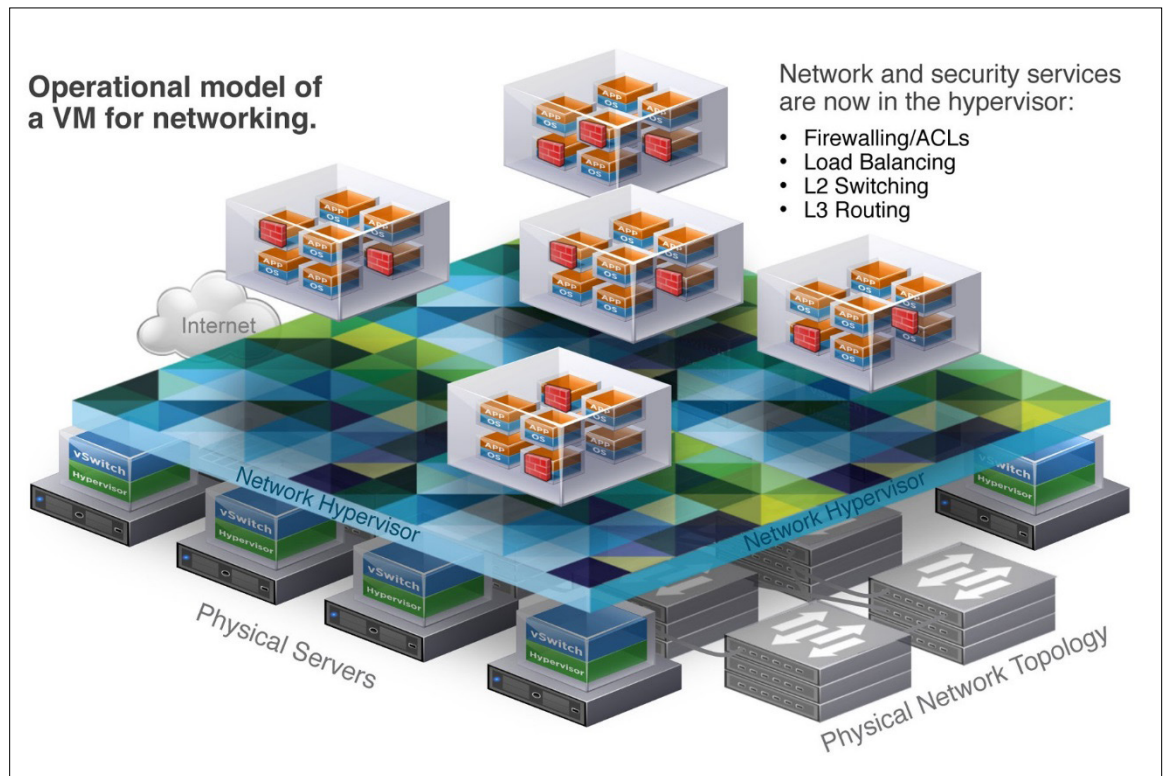 Operational model of
a VM for networking.
Network and security services
are now in the hypervisor:
• Firewalling/ACLs
• Load Balancing
• L2 Switching
• L3 Routing
APP
OS
Internet
vSwitch
Hypervisor
vSwitch
Hypervisor
vSwitch
Hypervisor
vSwitch
Hypervisor
vSwitch
Hypervisor
Network Hypervisor
Network Hypervisor
Physical Servers
Physical Network Topology